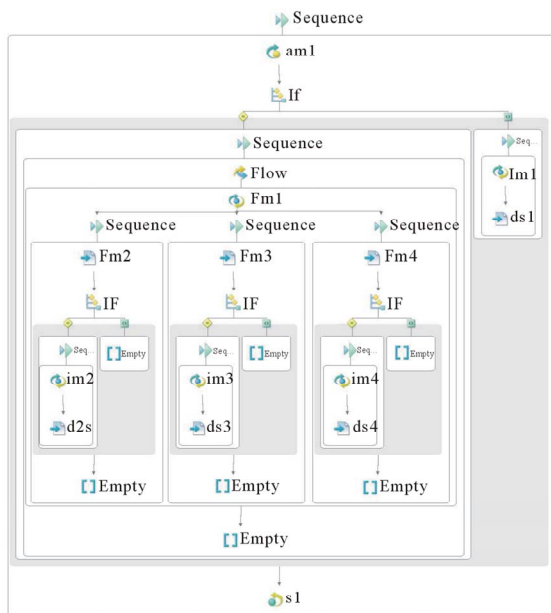 Sequence
am1
If
Sequence
Seq...
Flow
Im1
Fm1
ds1
Sequence Sequence Sequence
Fm2 Fm3 Fm4
IF IF IF
Seq... Empty Seq... Empty Seq... Empty
im2 im3 im4
d2s ds3 ds4
Empty Empty Empty
Empty
s1